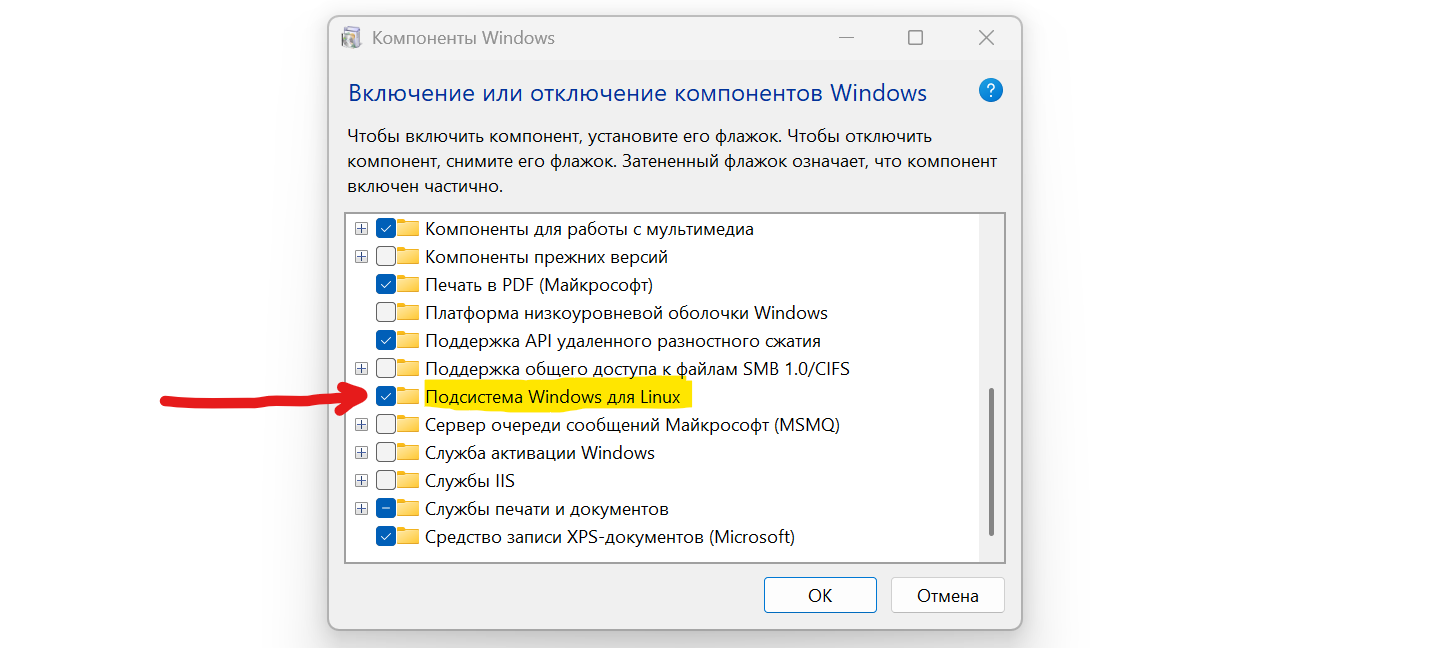 Компоненты Windows
Включение или отключение компонентов Windows
?
Чтобы включить компонент, установите его флажок. Чтобы отключить
компонент, снимите его флажок. Затененный флажок означает, что компонент
включен частично.
Компоненты для работы с мультимедиа
Компоненты прежних версий
Печать в PDF (Майкрософт)
Платформа низкоуровневой оболочки Windows
Поддержка API удаленного разностного сжатия
Поддержка общего доступа к файлам SMB 1.0/CIFS
Подсистема Windows для Linux
Сервер очереди сообщений Майкрософт (MSMQ)
Служба активации Windows
Службы IIS
Службы печати и документов
Средство записи XPS-документов (Microsoft)
ОК Отмена